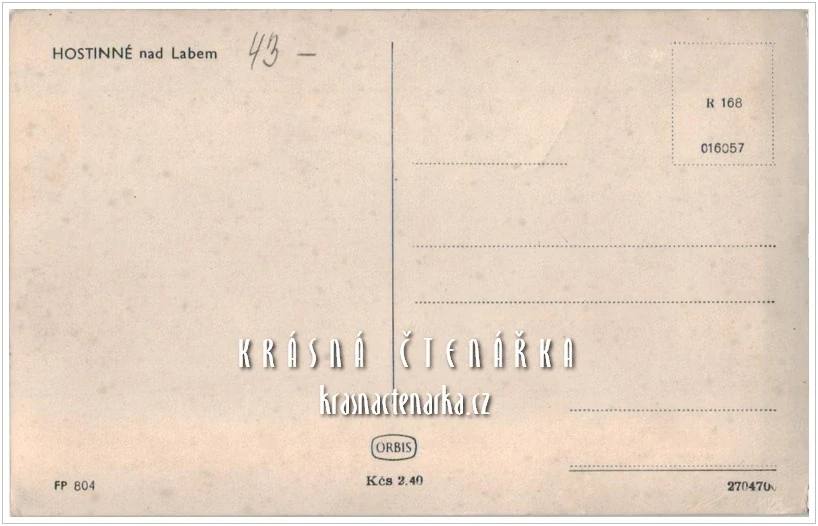 HOSTINNÉ nad Labem 43 –
R 168
016057
KRÁSNÁ ČTENÁŘKA
krasnactenarka.cz
ORBIS
Kčs 2.40
FP 804
270470